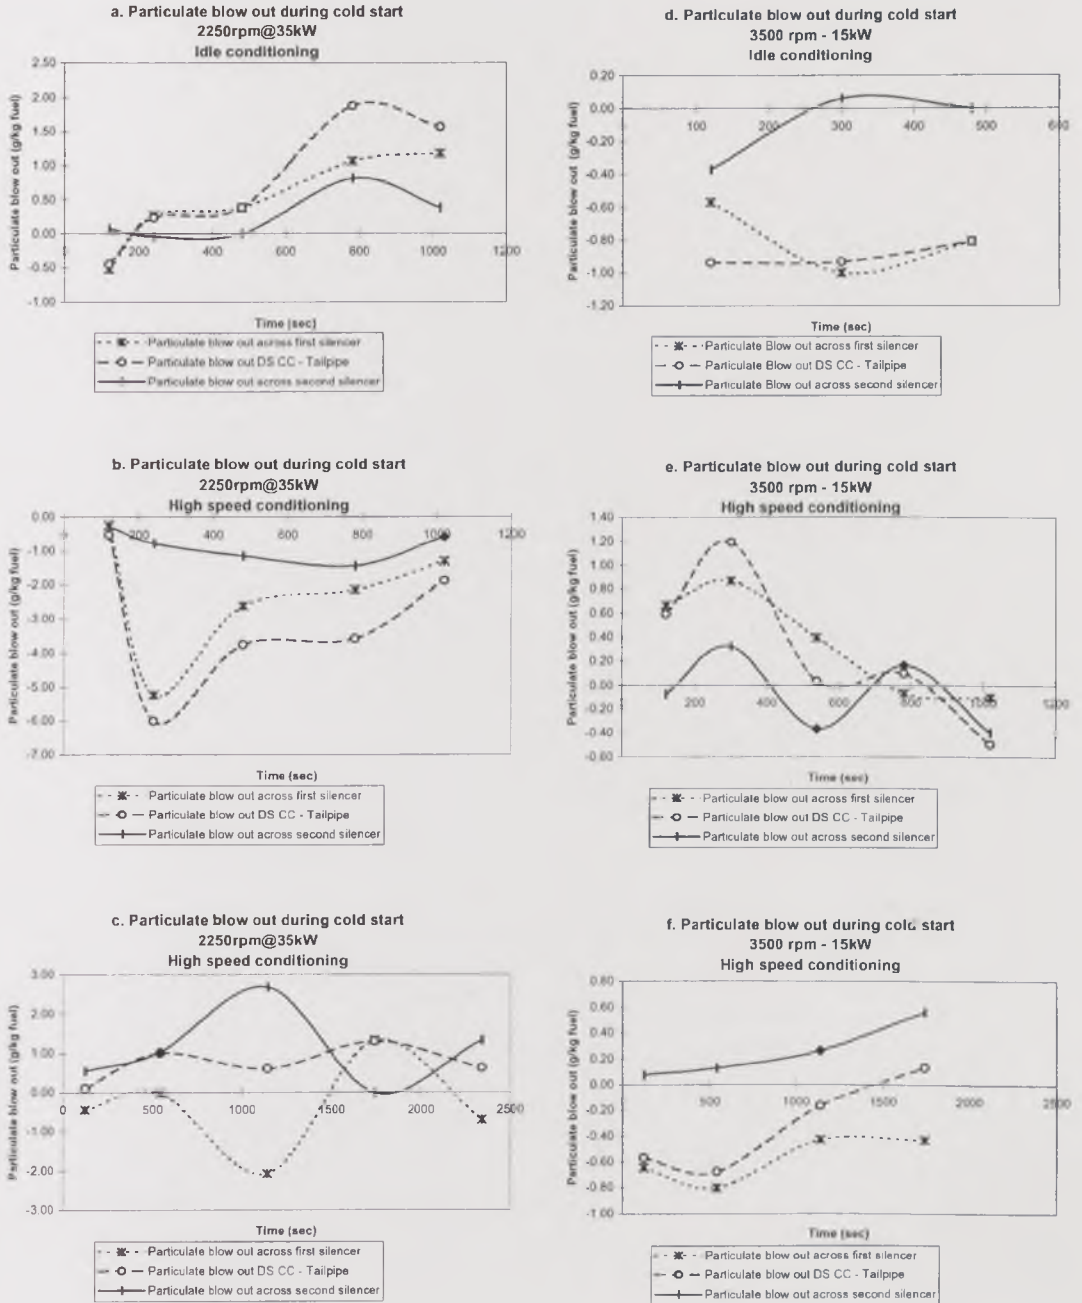 a. Particulate blow out during cold start
2250rpm@35kW
Idle conditioning
Particulate blow out (g/kg fuel)
2.50
2.00
1.50
1.00
0.50
0.00
-0.50
-1.00
0 200 400 600 800 1000 1200
Time (sec)
Particulate blow out across first silencer
Particulate blow out DS CC - Tailpipe
Particulate blow out across second silencer
d. Particulate blow out during cold start
3500 rpm - 15kW
Idle conditioning
Particulate blow out (g/kg fuel)
0.20
0.00
-0.20
-0.40
-0.60
-0.80
-1.00
-1.20
100 200 300 400 500 600
Time (sec)
Particulate Blow out across first silencer
Particulate Blow out DS CC - Tailpipe
Particulate Blow out across second silencer
b. Particulate blow out during cold start
2250rpm@35kW
High speed conditioning
Particulate blow out (g/kg fuel)
0.00
-1.00
-2.00
-3.00
-4.00
-5.00
-6.00
-7.00
200 400 600 800 1000 1200
Time (sec)
Particulate blow out across first silencer
Particulate blow out DS CC - Tailpipe
Particulate blow out across second silencer
e. Particulate blow out during cold start
3500 rpm - 15kW
High speed conditioning
Particulate blow out (g/kg fuel)
1.40
1.20
1.00
0.80
0.60
0.40
0.20
0.00
-0.20
-0.40
-0.60
200 400 600 800 1000 1200
Time (sec)
Particulate blow out across first silencer
Particulate blow out DS CC - Tailpipe
Particulate blow out across second silencer
c. Particulate blow out during cold start
2250rpm@35kW
High speed conditioning
Particulate blow out (g/kg fuel)
3.00
2.00
1.00
0.00
-1.00
-2.00
-3.00
0 500 1000 1500 2000 2500
Time (sec)
Particulate blow out across first silencer
Particulate blow out DS CC - Tailpipe
Particulate blow out across second silencer
f. Particulate blow out during cold start
3500 rpm - 15kW
High speed conditioning
Particulate blow out (g/kg fuel)
0.80
0.60
0.40
0.20
0.00
-0.20
-0.40
-0.60
-0.80
-1.00
500 1000 1500 2000 2500
Time (sec)
Particulate blow out across first silencer
Particulate blow out DS CC - Tailpipe
Particulate blow out across second silencer